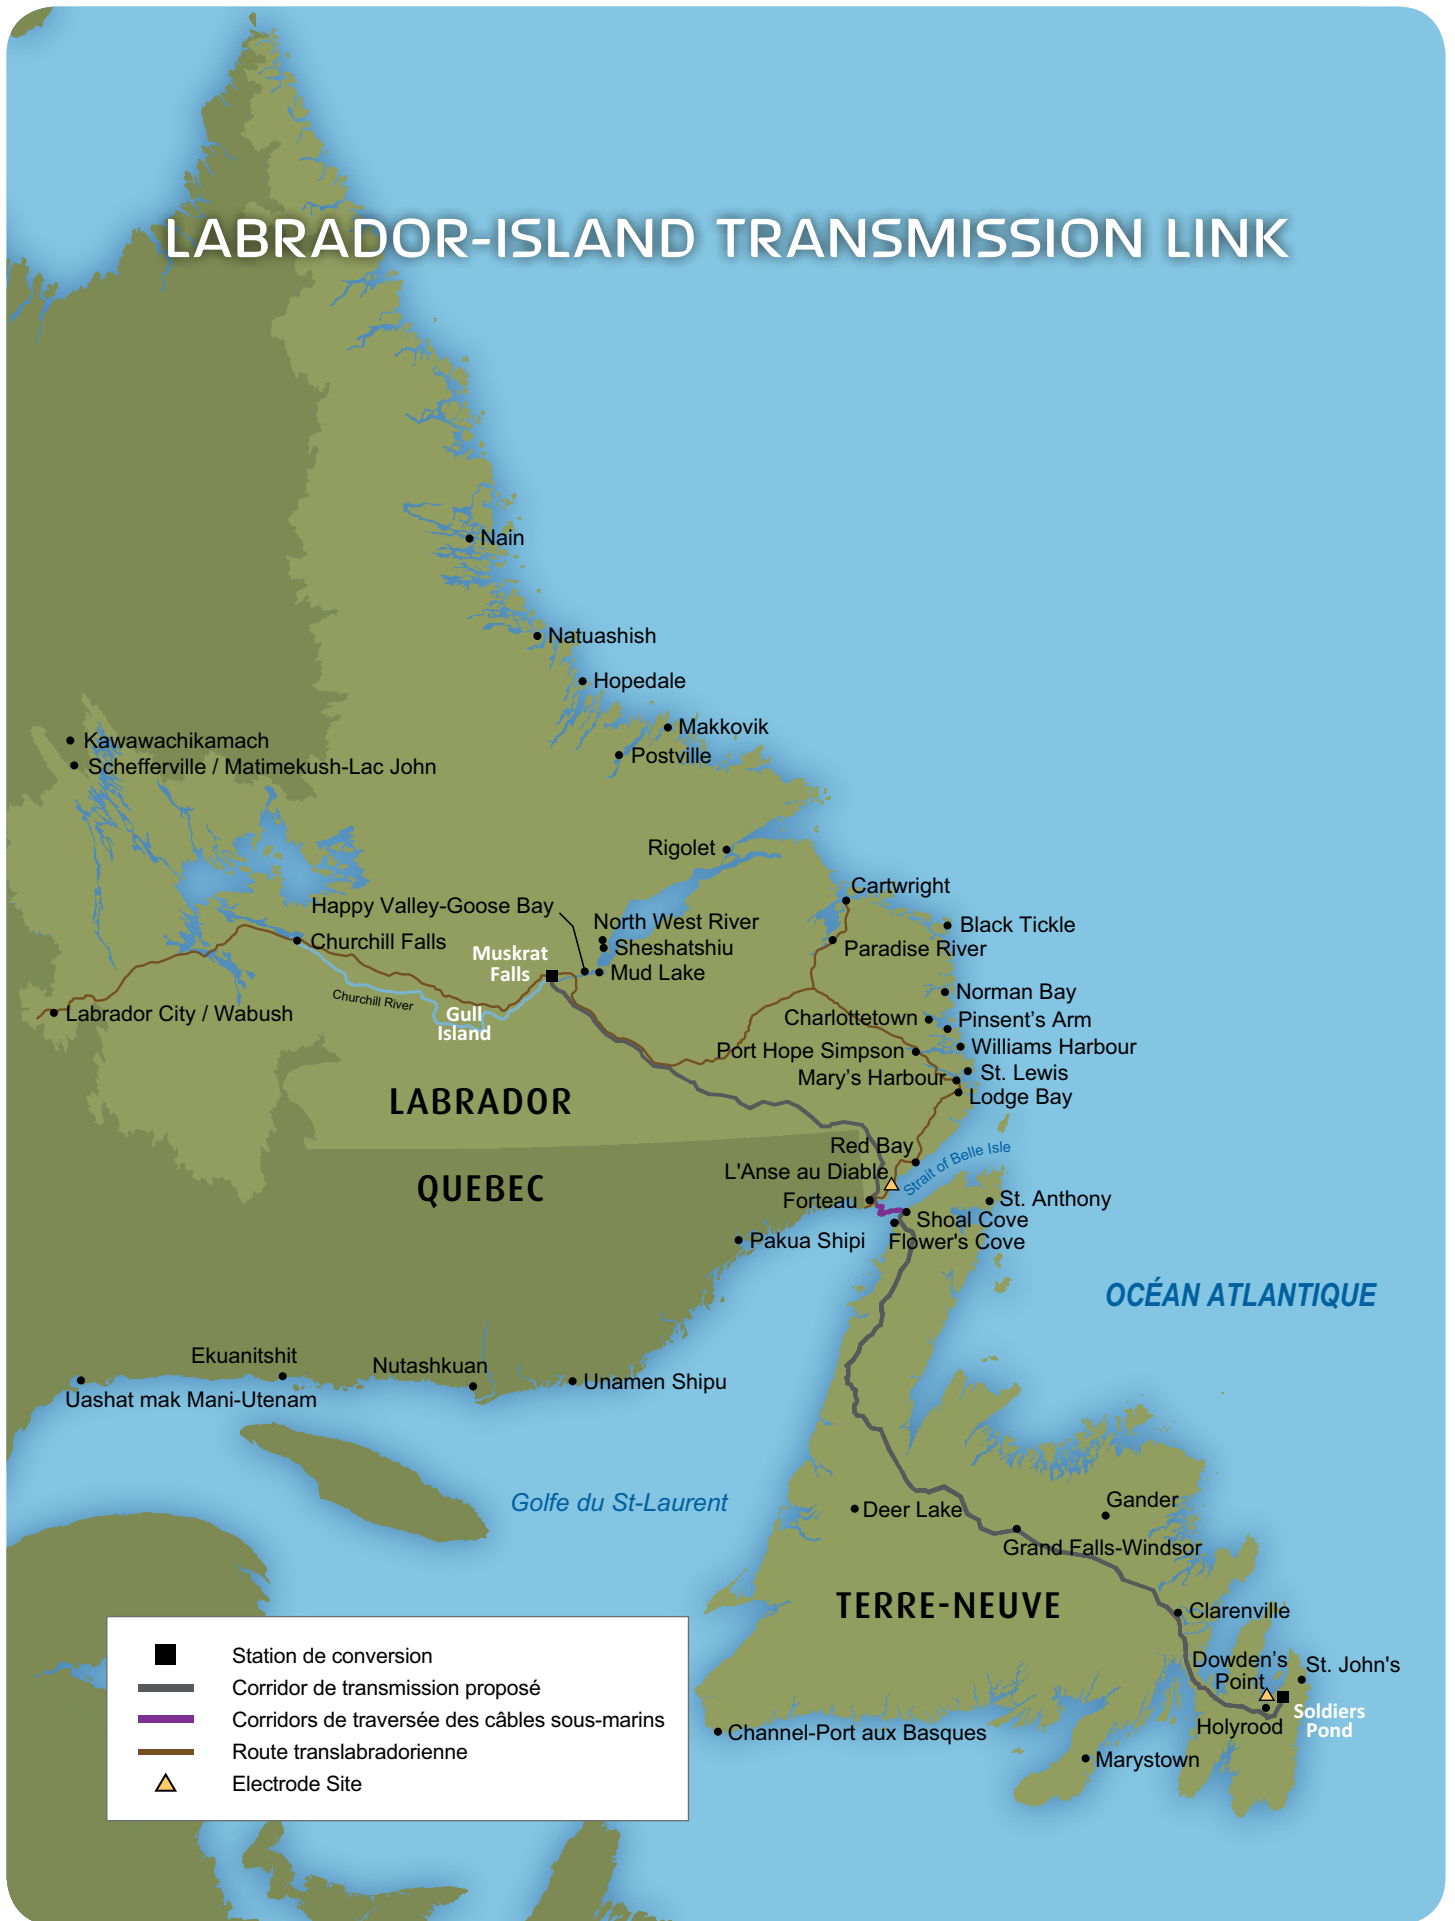 LABRADOR-ISLAND TRANSMISSION LINK
Nain
Natuashish
Hopedale
Makkovik
Kawawachikamach
Postville
Schefferville / Matimekush-Lac John
Rigolet
Cartwright
Happy Valley-Goose Bay
North West River
Black Tickle
Churchill Falls
Sheshatshiu
Paradise River
Muskrat
Falls
Mud Lake
Norman Bay
Churchill River
Labrador City / Wabush
Gull
Island
Charlottetown
Pinsent's Arm
Port Hope Simpson
Williams Harbour
Mary's Harbour
St. Lewis
Lodge Bay
LABRADOR
Red Bay
Strait of Belle Isle
L'Anse au Diable
QUEBEC
Forteau
St. Anthony
Shoal Cove
Pakua Shipi
Flower's Cove
OCÉAN ATLANTIQUE
Ekuanitshit
Nutashkuan
Unamen Shipu
Uashat mak Mani-Utenam
Golfe du St-Laurent
Deer Lake
Gander
Grand Falls-Windsor
TERRE-NEUVE
Clarenville
Dowden's
Point
St. John's
Soldiers
Pond
Holyrood
Channel-Port aux Basques
Marystown
Station de conversion
Corridor de transmission proposé
Corridors de traversée des câbles sous-marins
Route translabradorienne
Electrode Site